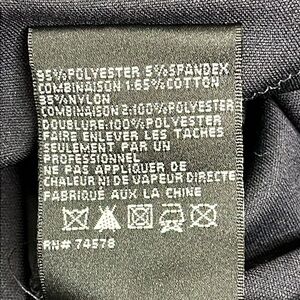 95%POLYESTER 5%SPANDEX
COMBINAISON 1:65%COTTON
35%NYLON
COMBINAISON 2:100%POLYESTER
DOUBLURE:100%POLYESTER
FAIRE ENLEVER LES TACHES
SEULEMENT PAR UN
PROFESSIONNEL
NE PAS APPLIQUER DE
CHALEUR NI DE VAPEUR DIRECTE
FABRIQUÉ AUX LA CHINE
RN# 74578